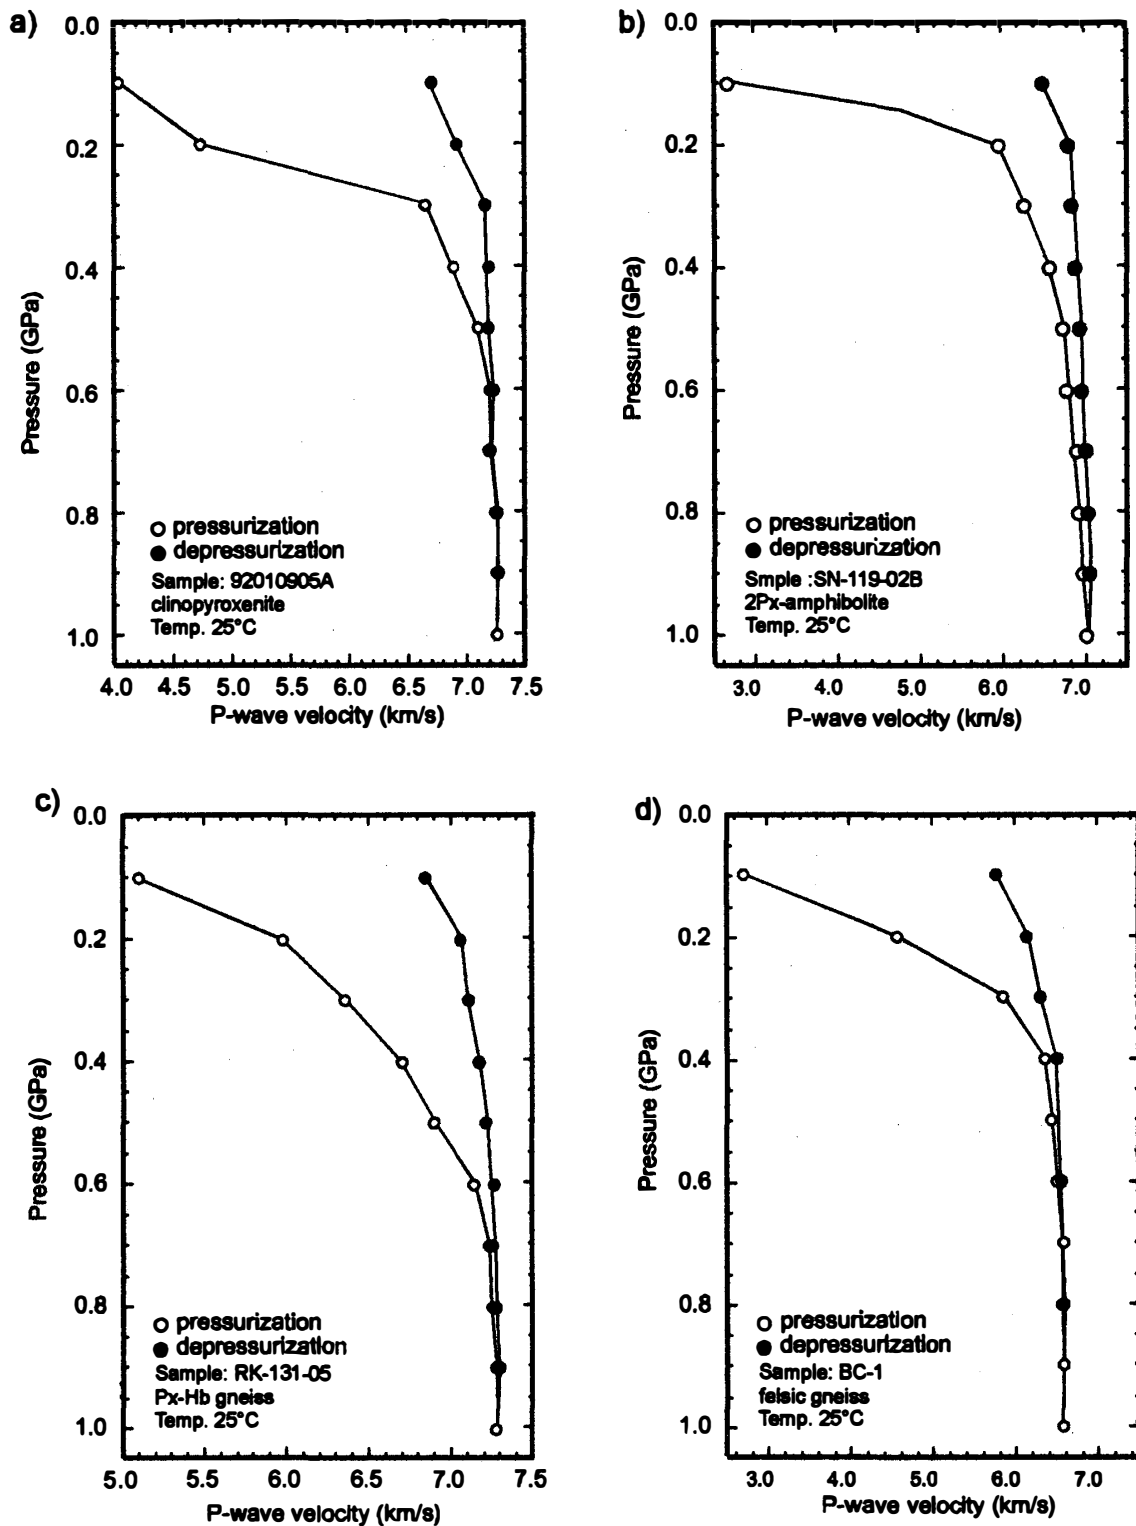 a)
0.0
0.2
0.4
0.6
0.8
1.0
Pressure (GPa)
pressurization
depressurization
Sample: 92010905A
clinopyroxenite
Temp. 25°C
4.0 4.5 5.0 5.5 6.0 6.5 7.0 7.5
P-wave velocity (km/s)
b)
0.0
0.2
0.4
0.6
0.8
1.0
Pressure (GPa)
pressurization
depressurization
Smple :SN-119-02B
2Px-amphibolite
Temp. 25°C
3.0 4.0 5.0 6.0 7.0
P-wave velocity (km/s)
c)
0.0
0.2
0.4
0.6
0.8
1.0
Pressure (GPa)
pressurization
depressurization
Sample: RK-131-05
Px-Hb gneiss
Temp. 25°C
5.0 5.5 6.0 6.5 7.0 7.5
P-wave velocity (km/s)
d)
0.0
0.2
0.4
0.6
0.8
1.0
Pressure (GPa)
pressurization
depressurization
Sample: BC-1
felsic gneiss
Temp. 25°C
3.0 4.0 5.0 6.0 7.0
P-wave velocity (km/s)